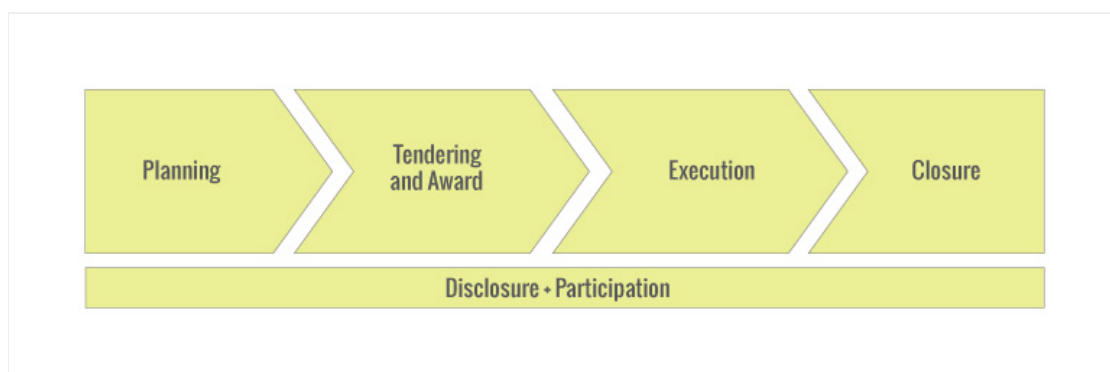 Planning
Tendering
and Award
Execution
Closure
Disclosure + Participation